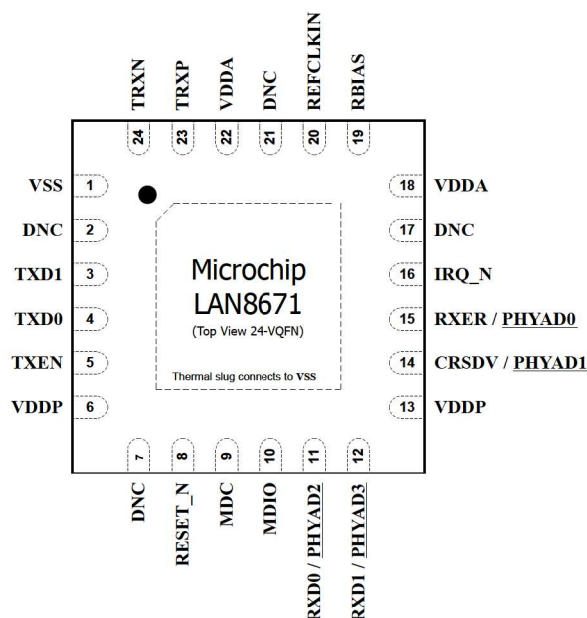 TRXN
TRXP
VDDA
DNC
REFCLKIN
RBIAS
24
23
22
21
20
19
VSS 1
DNC 2
TXD1 3
TXD0 4
TXEN 5
VDDP 6
Microchip
LAN8671
(Top View 24-VQFN)
Thermal slug connects to VSS
18 VDDA
17 DNC
16 IRQ_N
15 RXER / PHYAD0
14 CRSDV / PHYAD1
13 VDDP
7
8
9
10
11
12
DNC
RESET_N
MDC
MDIO
RXD0 / PHYAD2
RXD1 / PHYAD3